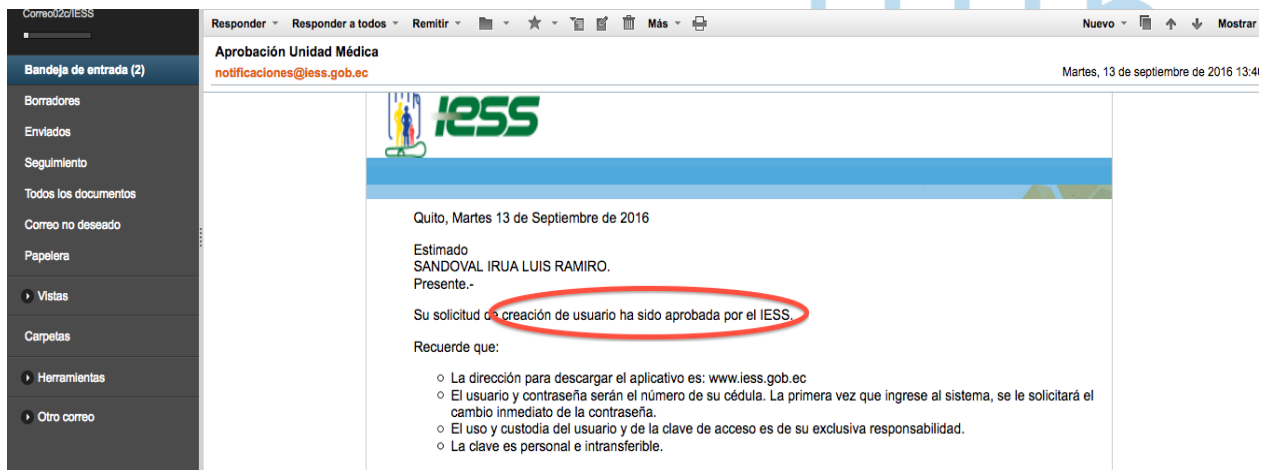 Correo02c/IESS
Responder Responder a todos Remitir Más Nuevo Mostrar
Aprobación Unidad Médica
notificaciones@iess.gob.ec Martes, 13 de septiembre de 2016 13:4
Bandeja de entrada (2)
Borradores
Enviados
Seguimiento
Todos los documentos
Correo no deseado
Papelera
Vistas
Carpetas
Herramientas
Otro correo
IESS
Quito, Martes 13 de Septiembre de 2016
Estimado
SANDOVAL IRUA LUIS RAMIRO.
Presente.-
Su solicitud de creación de usuario ha sido aprobada por el IESS.
Recuerde que:
La dirección para descargar el aplicativo es: www.iess.gob.ec
El usuario y contraseña serán el número de su cédula. La primera vez que ingrese al sistema, se le solicitará el
cambio inmediato de la contraseña.
El uso y custodia del usuario y de la clave de acceso es de su exclusiva responsabilidad.
La clave es personal e intransferible.